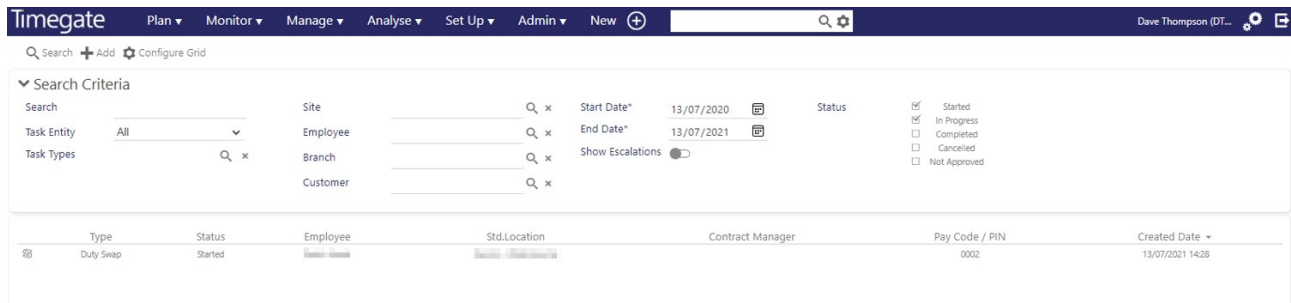 Timegate Plan Monitor Manage Analyse Set Up Admin New Dave Thompson (DT...
Search Add Configure Grid
Search Criteria
Search Site Start Date* 13/07/2020 Status Started
In Progress
Task Entity All Employee End Date* 13/07/2021 Completed
Cancelled
Task Types Branch Show Escalations Not Approved
Customer
Type Status Employee Std.Location Contract Manager Pay Code / PIN Created Date
Duty Swap Started 0002 13/07/2021 14:28